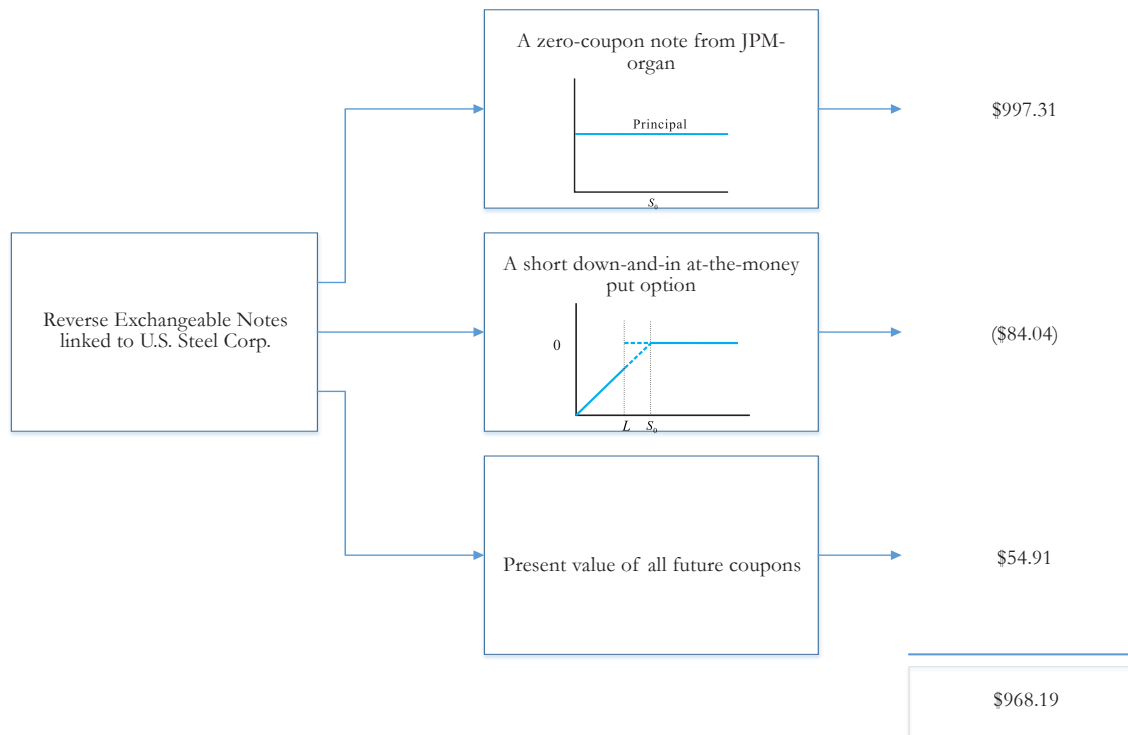 A zero-coupon note from JPM-
organ
Principal
S₀
$997.31
Reverse Exchangeable Notes
linked to U.S. Steel Corp.
A short down-and-in at-the-money
put option
0
L S₀
($84.04)
Present value of all future coupons
$54.91
$968.19